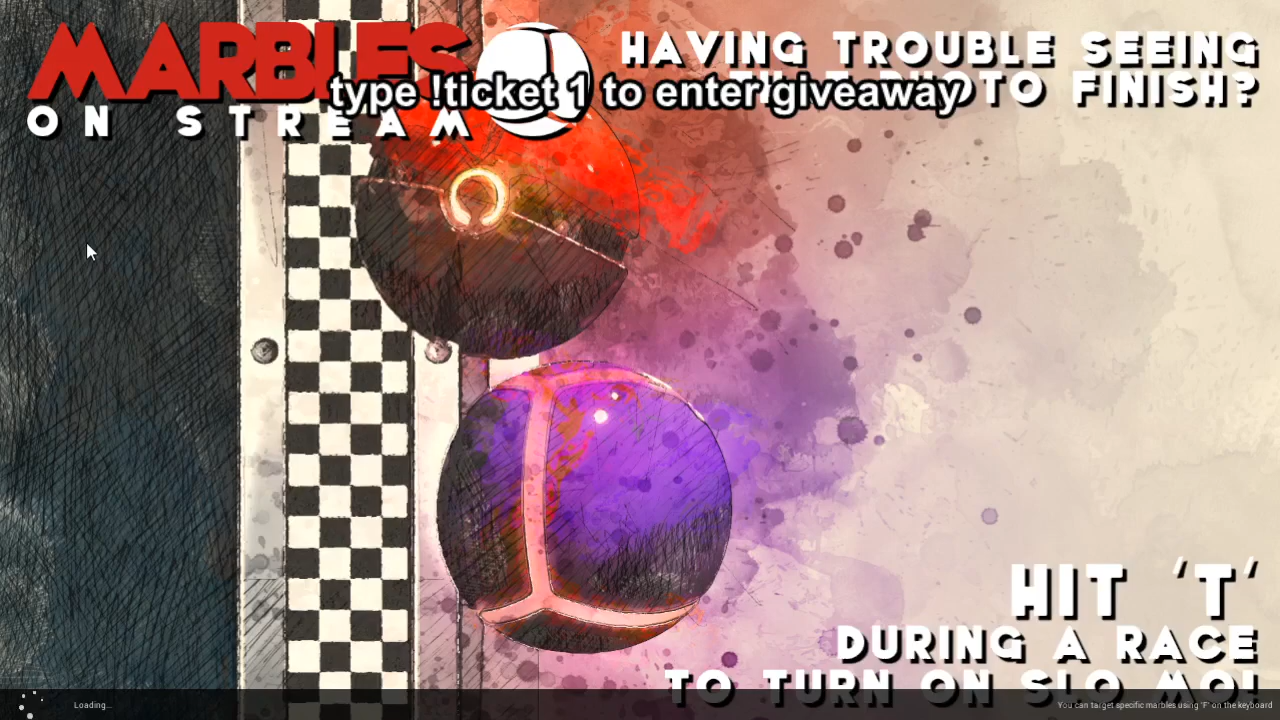 MARBLES
ON STREAM
HAVING TROUBLE SEEING
PHOTO FINISH?
type !ticket 1 to enter giveaway
HIT 'T'
DURING A RACE
TO TURN ON SLO MO!
Loading...
You can target specific marbles using 'F' on the keyboard